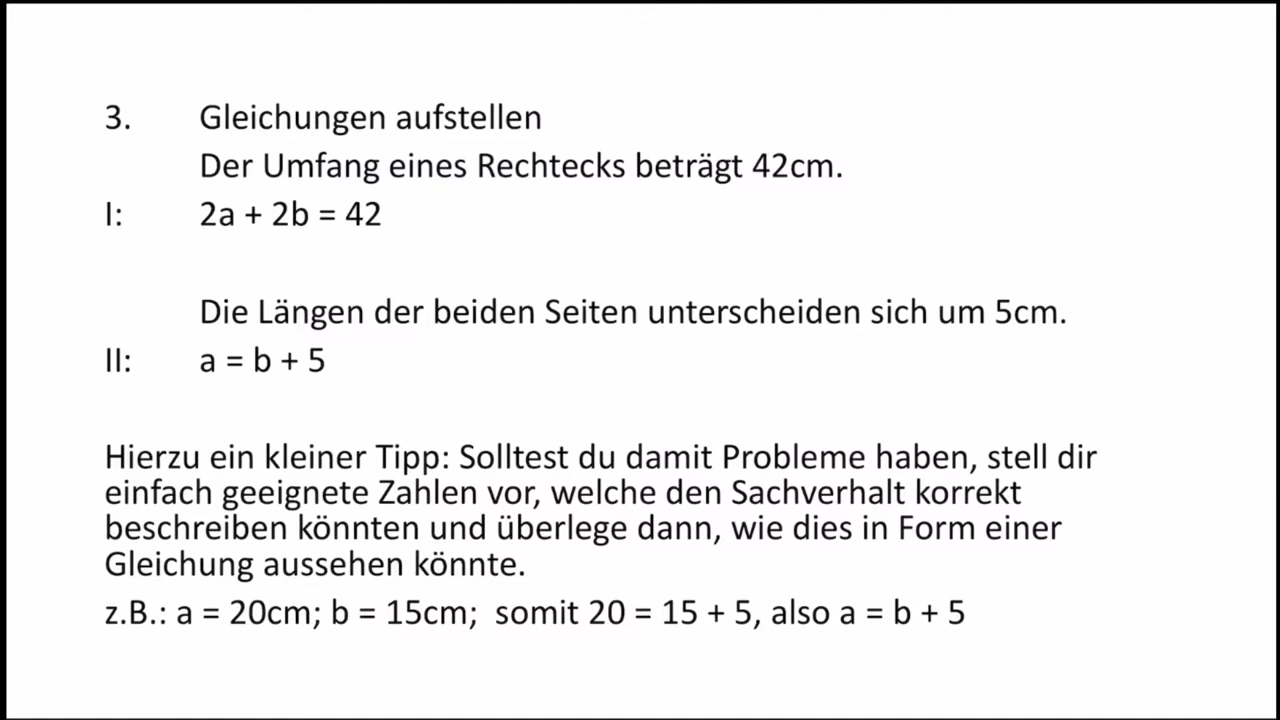 3. Gleichungen aufstellen
Der Umfang eines Rechtecks beträgt 42cm.
I: 2a + 2b = 42
Die Längen der beiden Seiten unterscheiden sich um 5cm.
II: a = b + 5
Hierzu ein kleiner Tipp: Solltest du damit Probleme haben, stell dir
einfach geeignete Zahlen vor, welche den Sachverhalt korrekt
beschreiben könnten und überlege dann, wie dies in Form einer
Gleichung aussehen könnte.
z.B.: a = 20cm; b = 15cm; somit 20 = 15 + 5, also a = b + 5